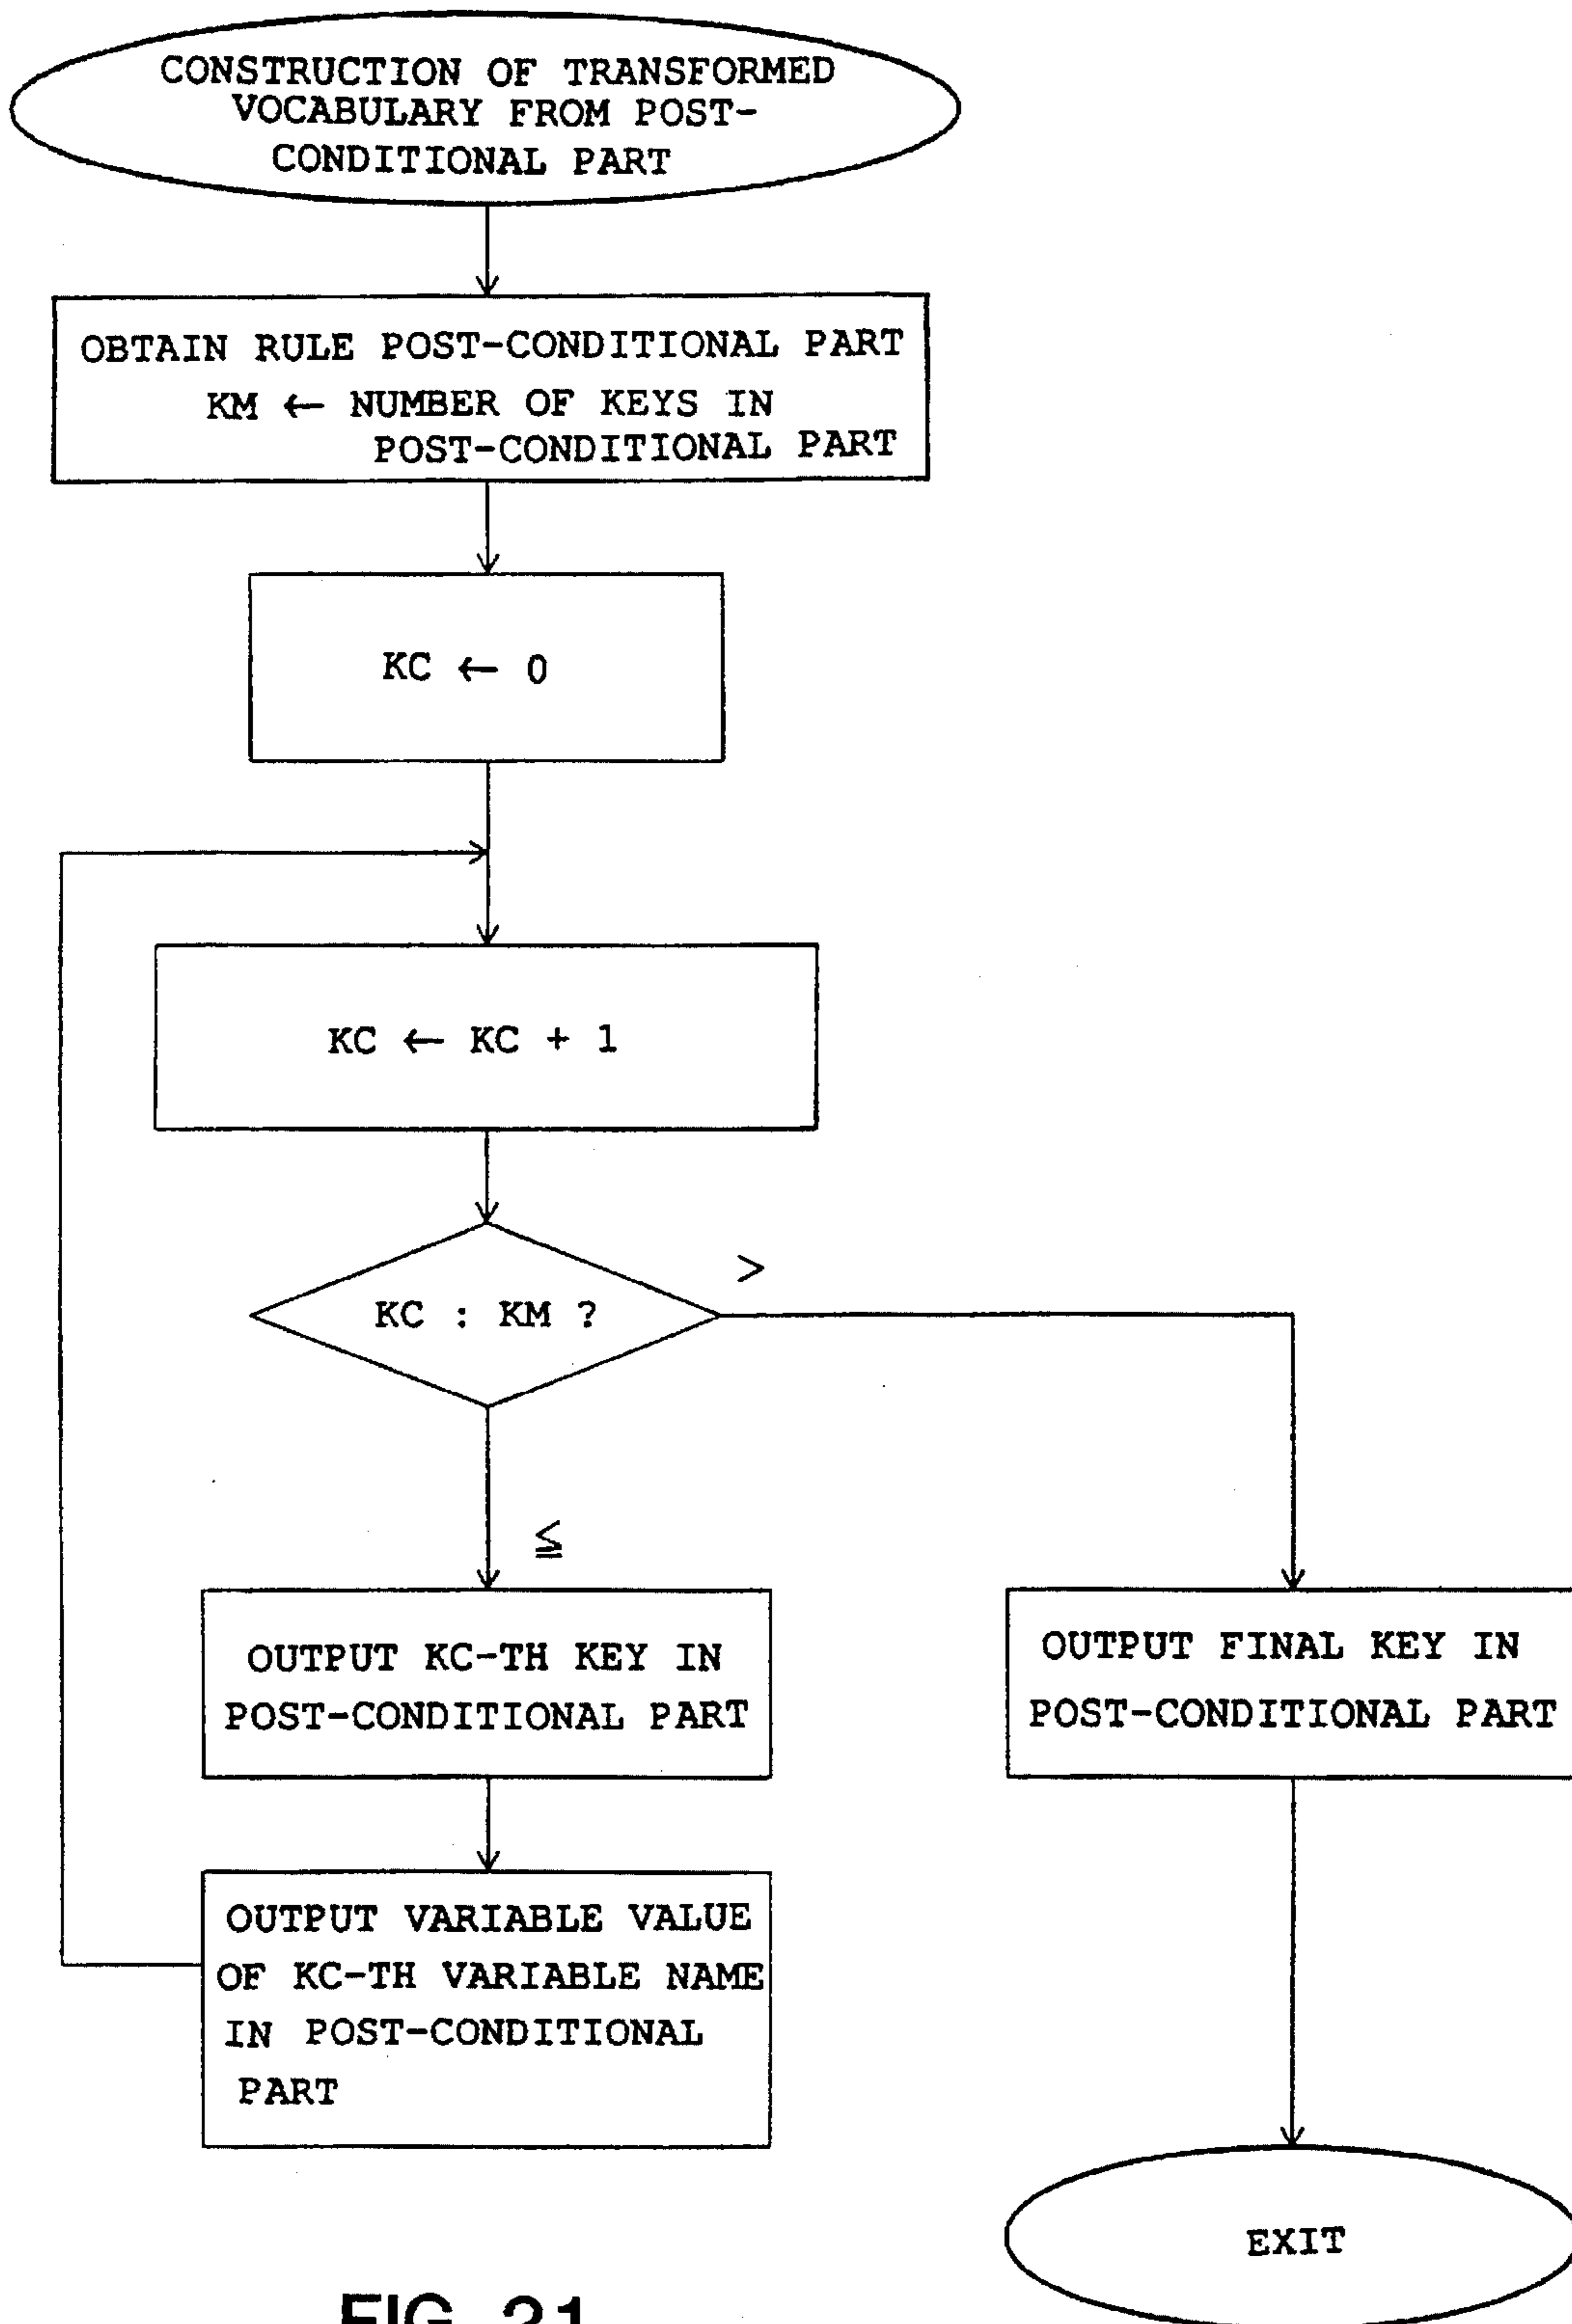 CONSTRUCTION OF TRANSFORMED
VOCABULARY FROM POST-
CONDITIONAL PART
OBTAIN RULE POST-CONDITIONAL PART
KM ← NUMBER OF KEYS IN
POST-CONDITIONAL PART
KC ← 0
KC ← KC + 1
KC : KM ?
>
≦
OUTPUT KC-TH KEY IN
POST-CONDITIONAL PART
OUTPUT VARIABLE VALUE
OF KC-TH VARIABLE NAME
IN POST-CONDITIONAL
PART
OUTPUT FINAL KEY IN
POST-CONDITIONAL PART
EXIT
FIG. 21